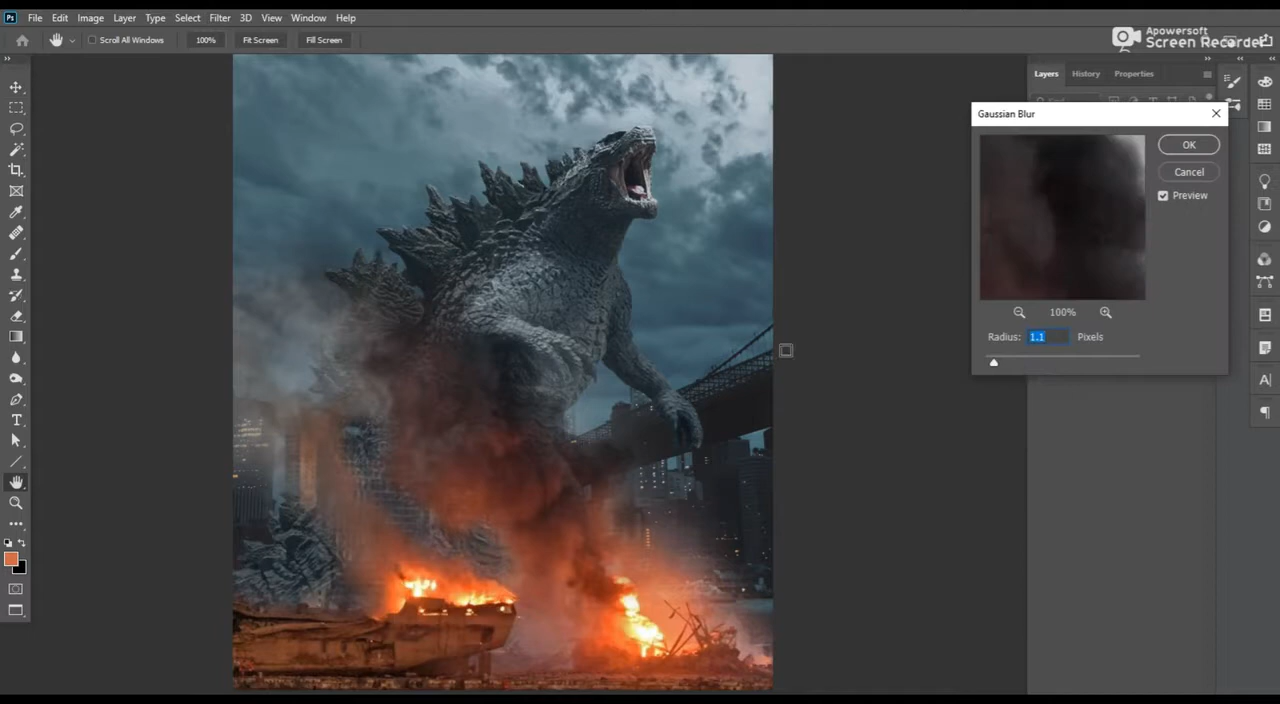 Ps File Edit Image Layer Type Select Filter 3D View Window Help
Scroll All Windows 100% Fit Screen Fill Screen
Apowersoft
Screen Recorder
Layers History Properties
Gaussian Blur
OK
Cancel
Preview
100%
Radius: 1.1 Pixels